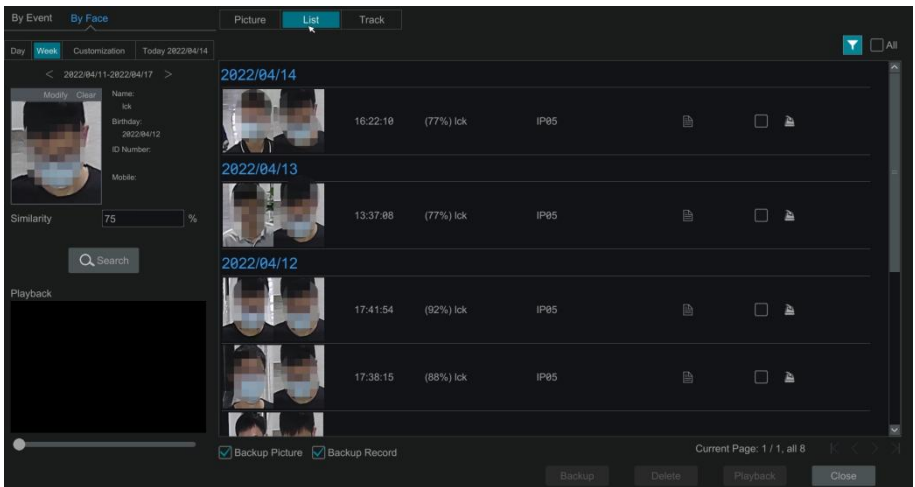 By Event By Face
Picture List Track
All
Day Week Customization Today 2022/04/14
< 2022/04/11-2022/04/17 >
Modify Clear
Name:
lck
Birthday:
2022/04/12
ID Number:
Mobile:
Similarity 75 %
Search
Playback
2022/04/14
16:22:10 (77%) lck IP05
2022/04/13
13:37:08 (77%) lck IP05
2022/04/12
17:41:54 (92%) lck IP05
17:38:15 (88%) lck IP05
Backup Picture Backup Record
Current Page: 1 / 1, all 8
Backup Delete Playback Close